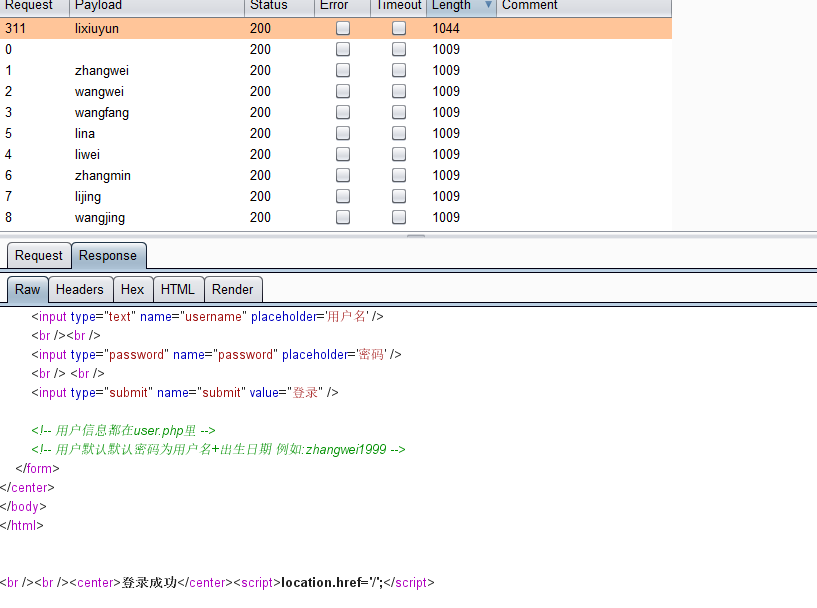 Request Payload Status Error Timeout Length Comment
311 lixiuyun 200 1044
0 200 1009
1 zhangwei 200 1009
2 wangwei 200 1009
3 wangfang 200 1009
5 lina 200 1009
4 liwei 200 1009
6 zhangmin 200 1009
7 lijing 200 1009
8 wangjing 200 1009
Request Response
Raw Headers Hex HTML Render
<input type="text" name="username" placeholder='用户名' />
<br /><br />
<input type="password" name="password" placeholder='密码' />
<br /> <br />
<input type="submit" name="submit" value="登录" />
<!-- 用户信息都在user.php里 -->
<!-- 用户默认默认密码为用户名+出生日期 例如:zhangwei1999 -->
</form>
</center>
</body>
</html>
<br /><br /><center>登录成功</center><script>location.href='/';</script>